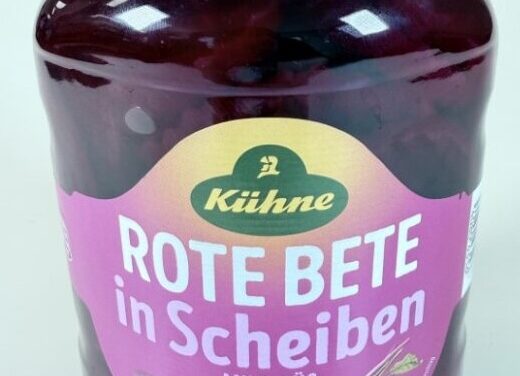 Kühne
ROTE BETE
in Scheiben